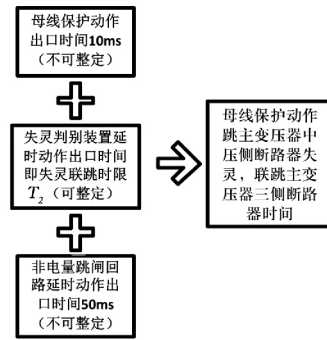 母线保护动作
出口时间10ms
（不可整定）
失灵判别装置延
时动作出口时间
即失灵联跳时限
T₂（可整定）
非电量跳闸回
路延时动作出
口时间50ms
（不可整定）
母线保护动作
跳主变压器中
压侧断路器失
灵，联跳主变
压器三侧断路
器时间